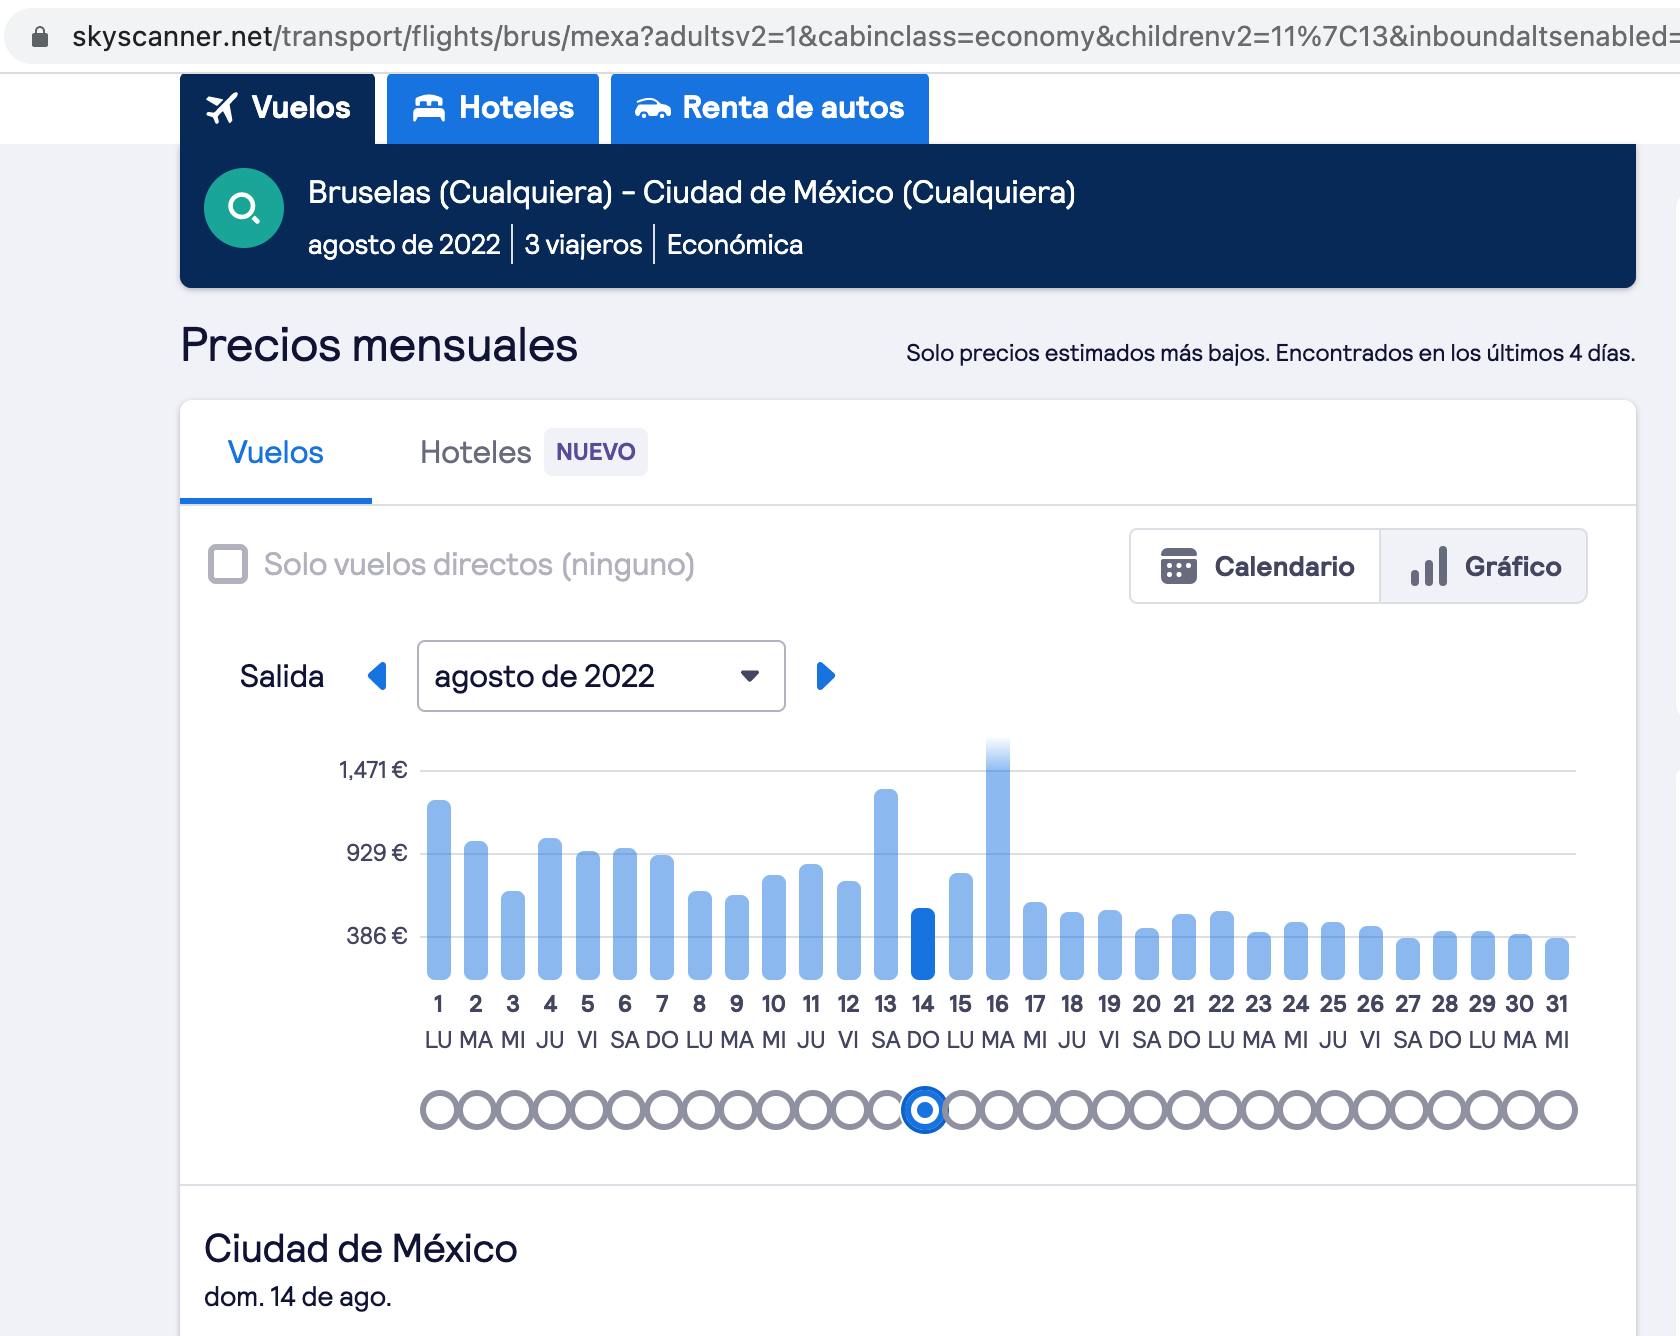 skyscanner.net/transport/flights/brus/mexa?adultsv2=1&cabinclass=economy&childrenv2=11%7C13&inboundaltsenabled=
Vuelos Hoteles Renta de autos
Bruselas (Cualquiera) – Ciudad de México (Cualquiera)
agosto de 2022 3 viajeros Económica
Precios mensuales Solo precios estimados más bajos. Encontrados en los últimos 4 días.
Vuelos Hoteles NUEVO
Solo vuelos directos (ninguno) Calendario Gráfico
Salida agosto de 2022
1,471 €
929 €
386 €
1 2 3 4 5 6 7 8 9 10 11 12 13 14 15 16 17 18 19 20 21 22 23 24 25 26 27 28 29 30 31
LU MA MI JU VI SA DO LU MA MI JU VI SA DO LU MA MI JU VI SA DO LU MA MI JU VI SA DO LU MA MI
Ciudad de México
dom. 14 de ago.